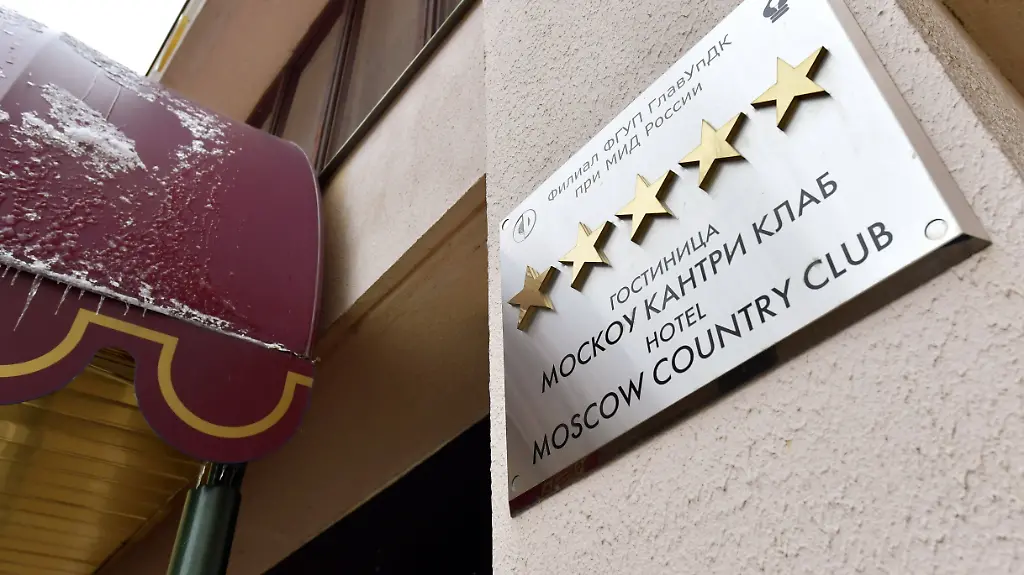 Филиал ФГУП ГлавУпДК
при МИД России
ГОСТИНИЦА
МОСКОУ КАНТРИ КЛАБ
HOTEL
MOSCOW COUNTRY CLUB